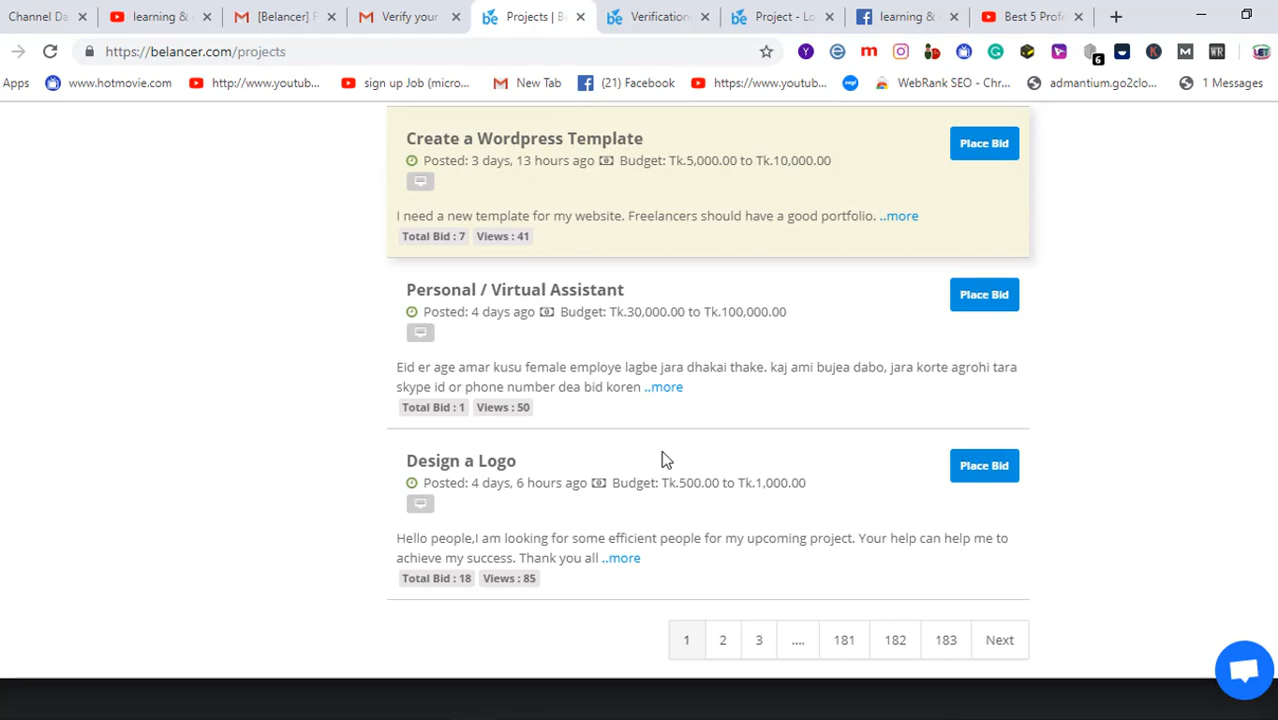 Channel Da
learning &
[Belancer] F
Verify your
Projects | B
Verification
Project - Lo
learning &
Best 5 Profe
https://belancer.com/projects
6
Apps
www.hotmovie.com
http://www.youtub...
sign up Job (micro...
New Tab
(21) Facebook
https://www.youtub...
WebRank SEO - Chr...
admantium.go2clo...
1 Messages
Create a Wordpress Template
Place Bid
Posted: 3 days, 13 hours ago Budget: Tk.5,000.00 to Tk.10,000.00
I need a new template for my website. Freelancers should have a good portfolio. ..more
Total Bid : 7 Views : 41
Personal / Virtual Assistant
Place Bid
Posted: 4 days ago Budget: Tk.30,000.00 to Tk.100,000.00
Eid er age amar kusu female employe lagbe jara dhakai thake. kaj ami bujea dabo, jara korte agrohi tara
skype id or phone number dea bid koren ..more
Total Bid : 1 Views : 50
Design a Logo
Place Bid
Posted: 4 days, 6 hours ago Budget: Tk.500.00 to Tk.1,000.00
Hello people,I am looking for some efficient people for my upcoming project. Your help can help me to
achieve my success. Thank you all ..more
Total Bid : 18 Views : 85
1 2 3 .... 181 182 183 Next